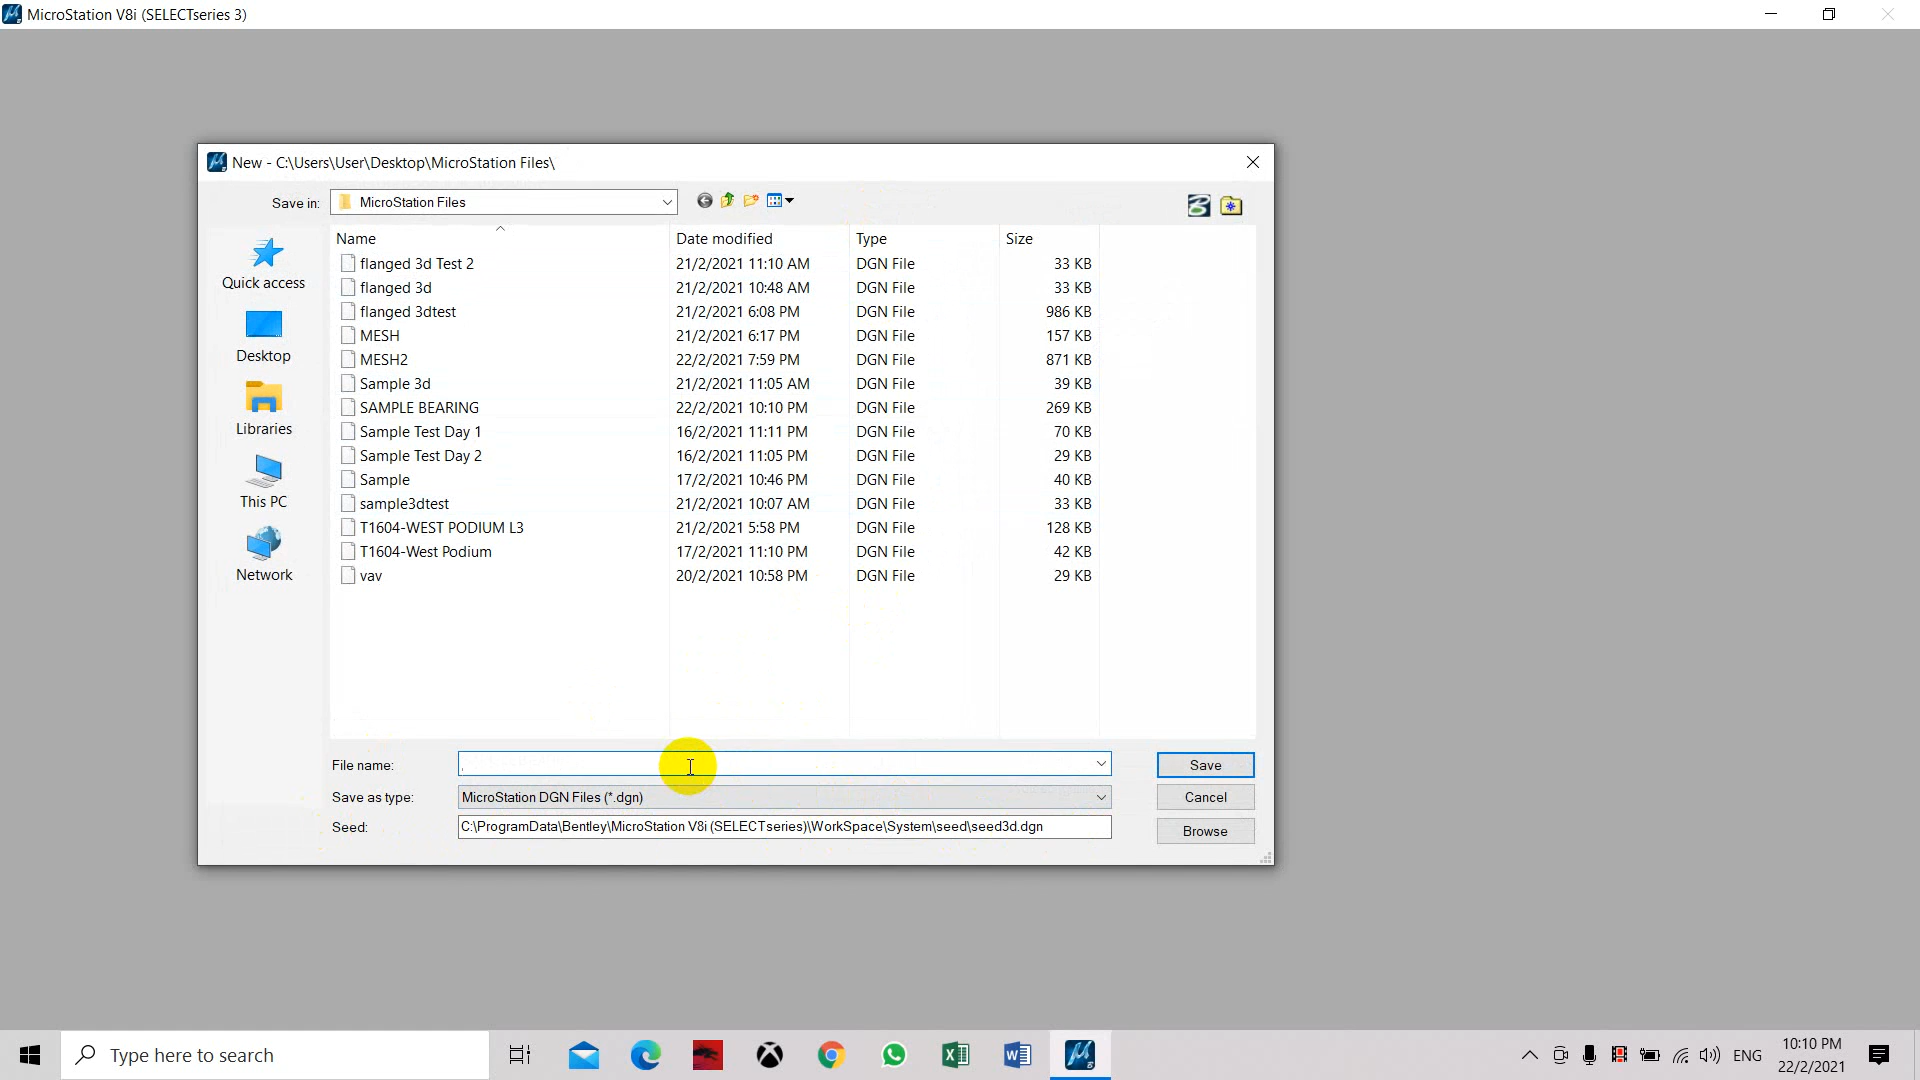 MicroStation V8i (SELECTseries 3)
New - C:\Users\User\Desktop\MicroStation Files\
Save in: MicroStation Files
Name Date modified Type Size
flanged 3d Test 2 21/2/2021 11:10 AM DGN File 33 KB
flanged 3d 21/2/2021 10:48 AM DGN File 33 KB
flanged 3dtest 21/2/2021 6:08 PM DGN File 986 KB
MESH 21/2/2021 6:17 PM DGN File 157 KB
MESH2 22/2/2021 7:59 PM DGN File 871 KB
Sample 3d 21/2/2021 11:05 AM DGN File 39 KB
SAMPLE BEARING 22/2/2021 10:10 PM DGN File 269 KB
Sample Test Day 1 16/2/2021 11:11 PM DGN File 70 KB
Sample Test Day 2 16/2/2021 11:05 PM DGN File 29 KB
Sample 17/2/2021 10:46 PM DGN File 40 KB
sample3dtest 21/2/2021 10:07 AM DGN File 33 KB
T1604-WEST PODIUM L3 21/2/2021 5:58 PM DGN File 128 KB
T1604-West Podium 17/2/2021 11:10 PM DGN File 42 KB
vav 20/2/2021 10:58 PM DGN File 29 KB
Quick access
Desktop
Libraries
This PC
Network
File name: Save
Save as type: MicroStation DGN Files (*.dgn) Cancel
Seed: C:\ProgramData\Bentley\MicroStation V8i (SELECTseries)\WorkSpace\System\seed\seed3d.dgn Browse
Type here to search
ENG
10:10 PM
22/2/2021